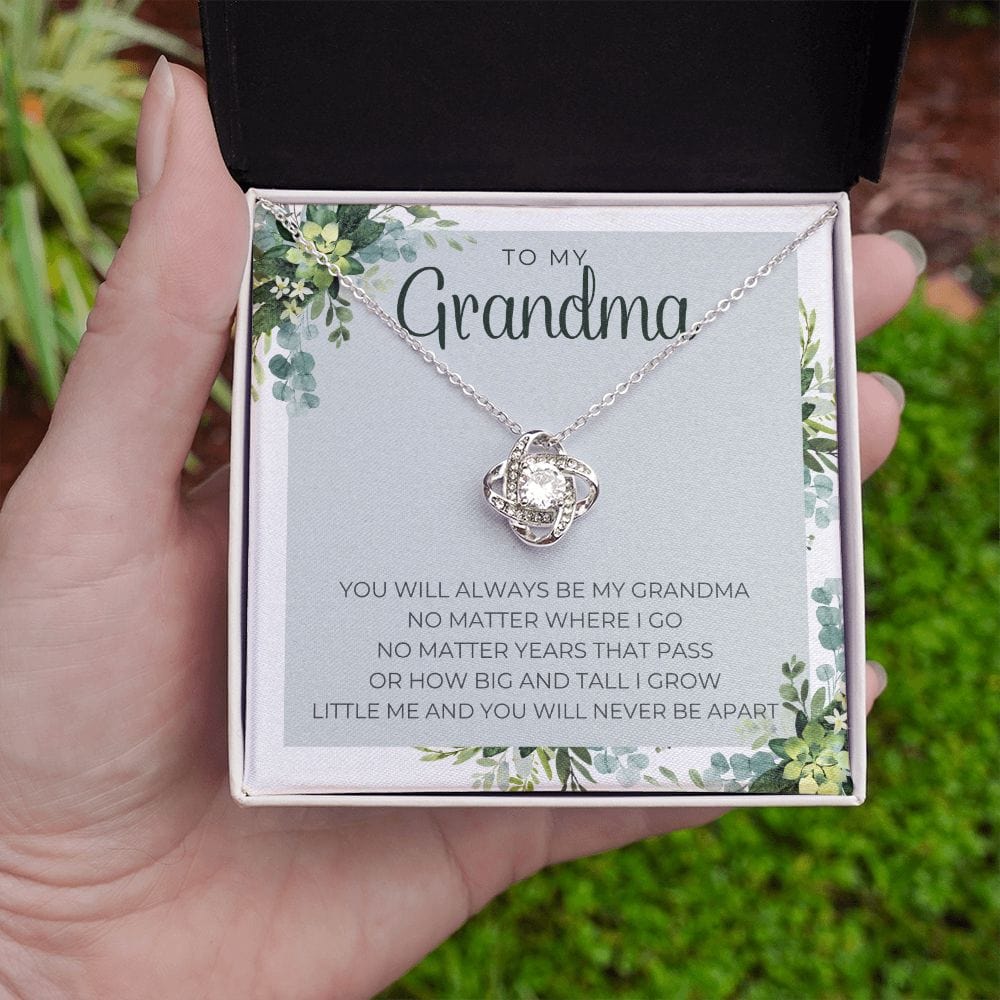 TO MY
Grandma
YOU WILL ALWAYS BE MY GRANDMA
NO MATTER WHERE I GO
NO MATTER YEARS THAT PASS
OR HOW BIG AND TALL I GROW
LITTLE ME AND YOU WILL NEVER BE APART